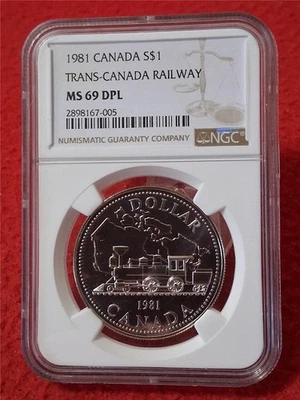 1981 CANADA S$1
TRANS-CANADA RAILWAY
MS 69 DPL
2898167-005
NUMISMATIC GUARANTY COMPANY
NGC
DOLLAR
1981
CANADA